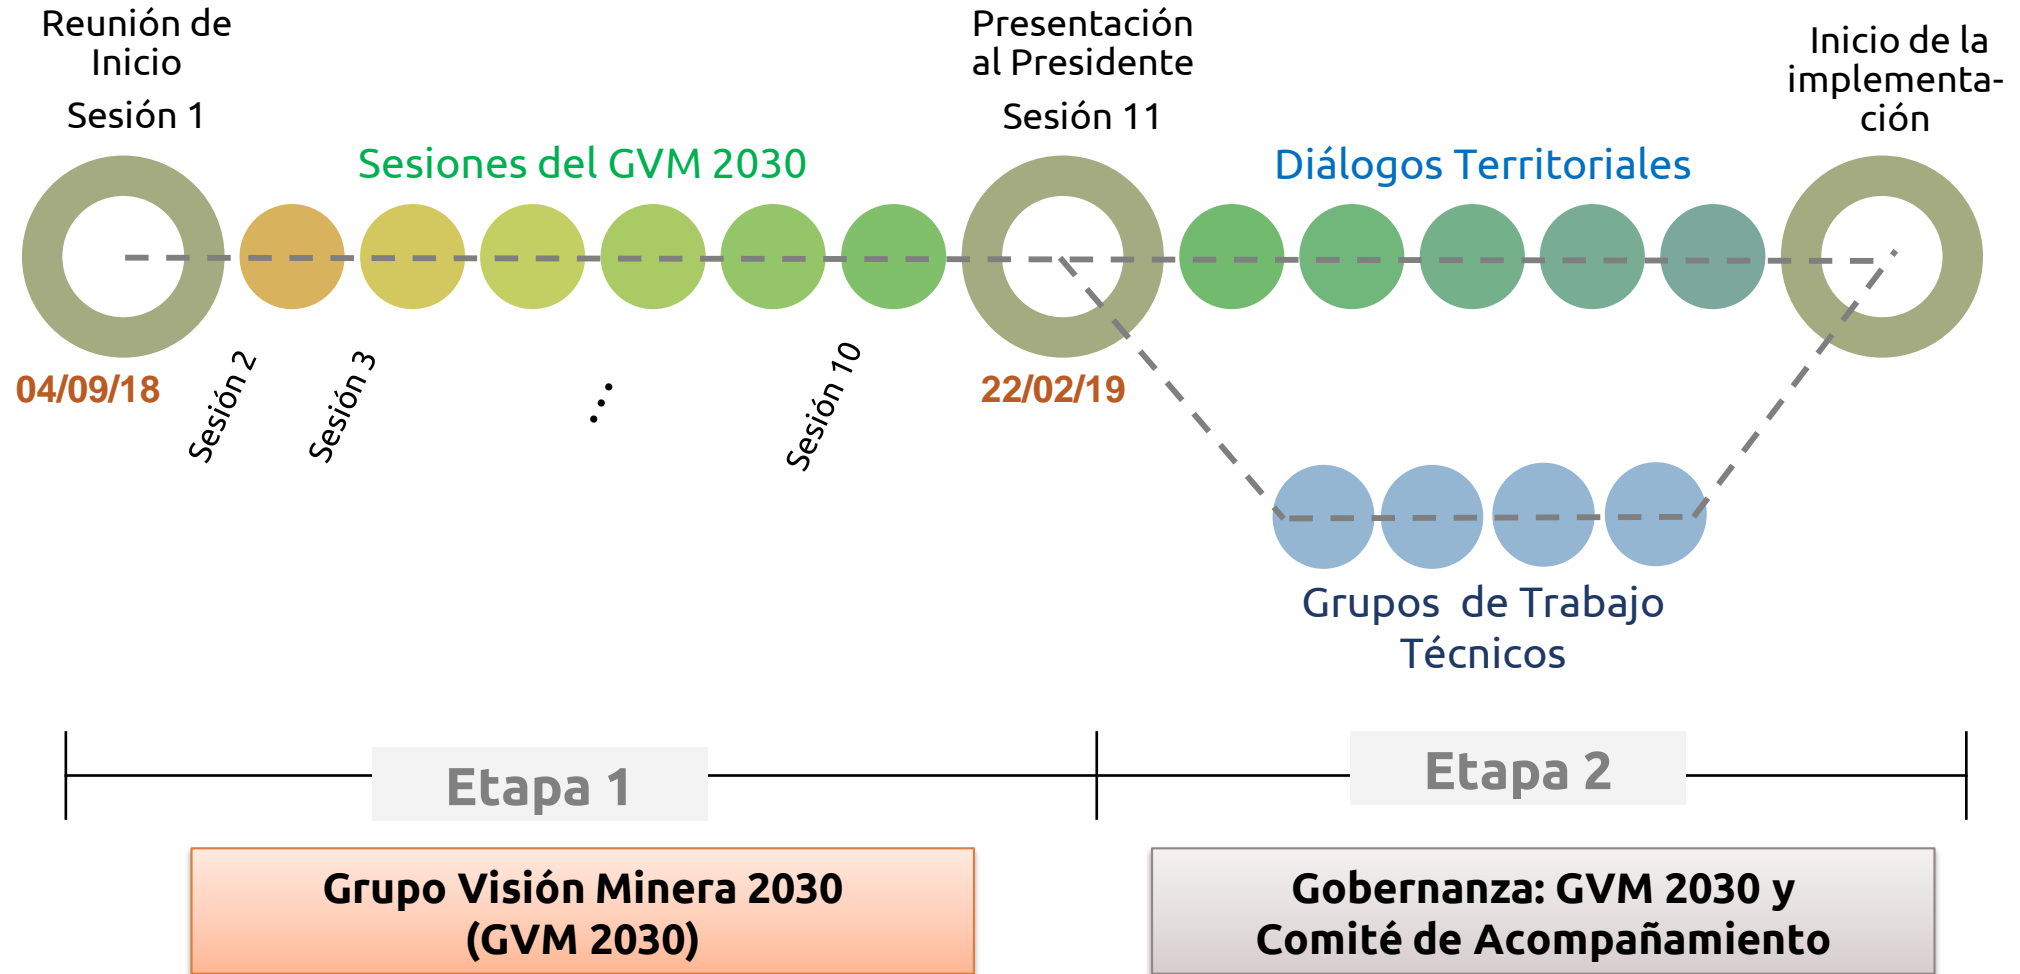 Reunión de
Inicio
Sesión 1
Presentación
al Presidente
Sesión 11
Inicio de la
implementa-
ción
Sesiones del GVM 2030
Diálogos Territoriales
04/09/18
Sesión 2
Sesión 3
...
Sesión 10
22/02/19
Grupos de Trabajo
Técnicos
Etapa 1
Etapa 2
Grupo Visión Minera 2030
(GVM 2030)
Gobernanza: GVM 2030 y
Comité de Acompañamiento